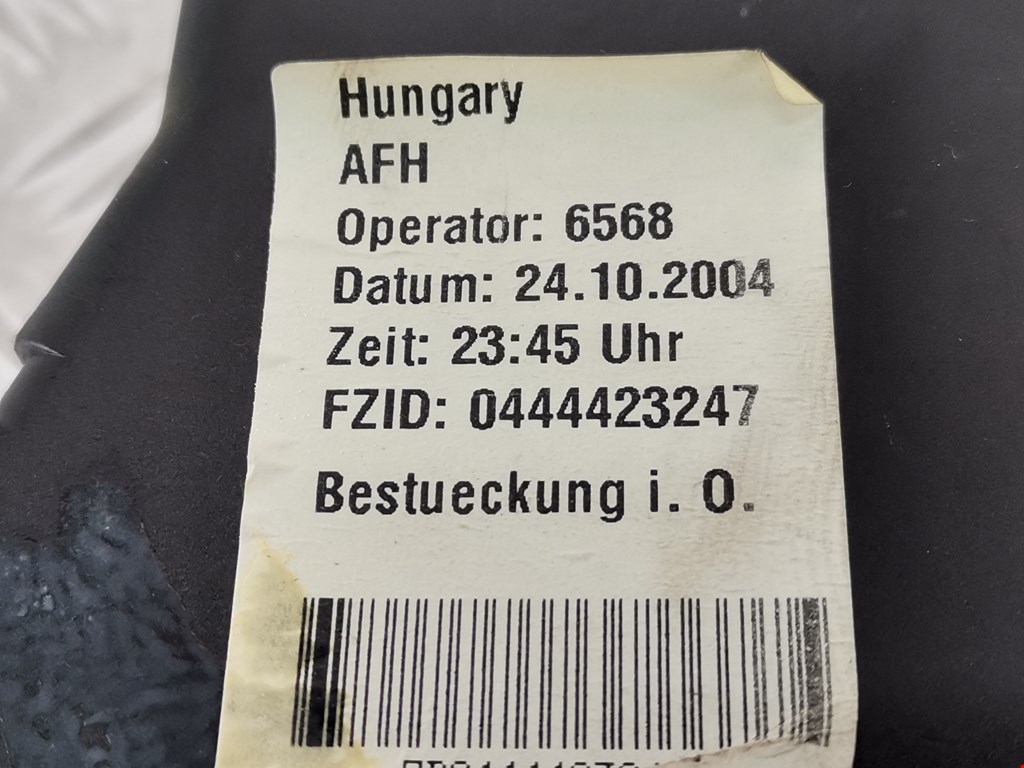 Hungary
AFH
Operator: 6568
Datum: 24.10.2004
Zeit: 23:45 Uhr
FZID: 0444423247
Bestueckung i. O.